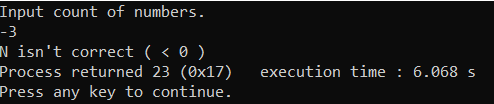 Input count of numbers.
-3
N isn't correct ( < 0 )
Process returned 23 (0x17)   execution time : 6.068 s
Press any key to continue.